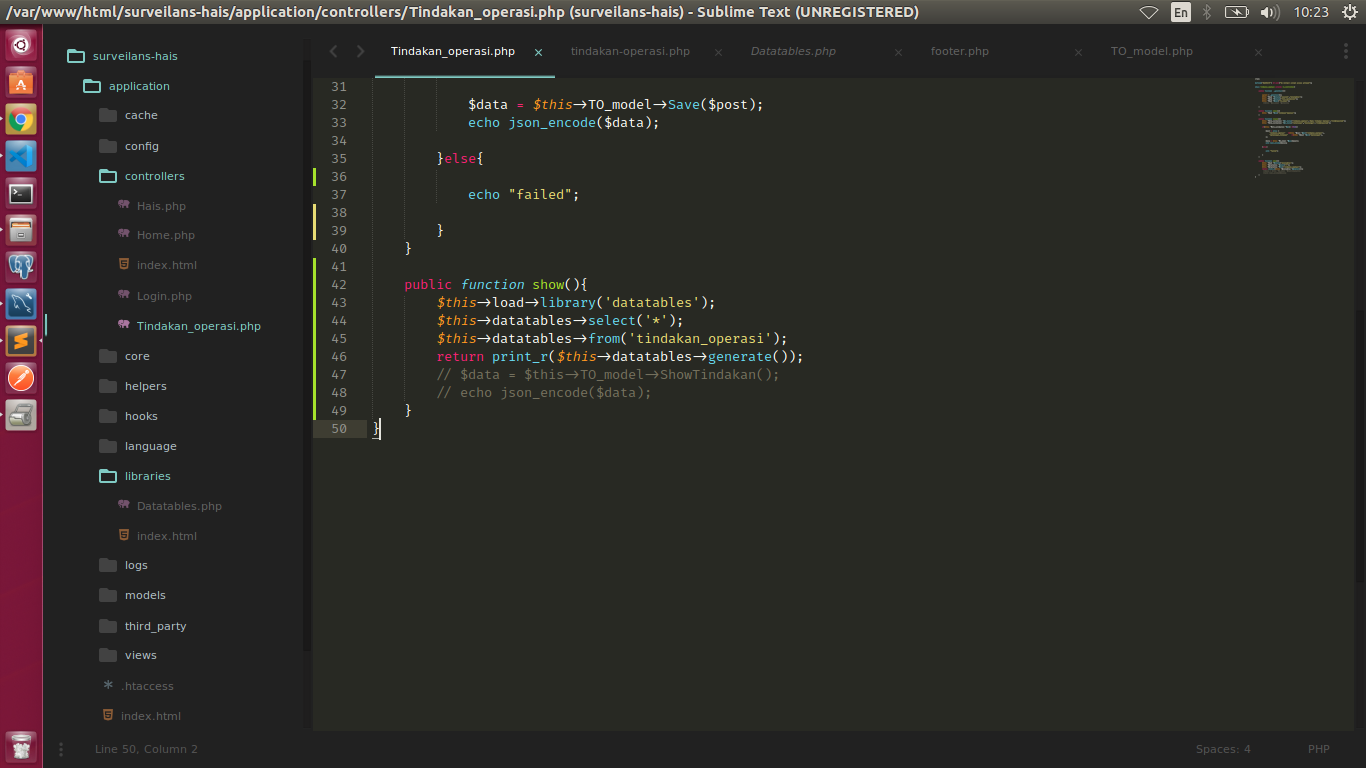 /var/www/html/surveilans-hais/application/controllers/Tindakan_operasi.php (surveilans-hais) - Sublime Text (UNREGISTERED)
En
10:23
surveilans-hais
application
cache
config
controllers
Hais.php
Home.php
index.html
Login.php
Tindakan_operasi.php
core
helpers
hooks
language
libraries
Datatables.php
index.html
logs
models
third_party
views
.htaccess
index.html
Tindakan_operasi.php
tindakan-operasi.php
Datatables.php
footer.php
TO_model.php
31
32 $data = $this->TO_model->Save($post);
33 echo json_encode($data);
34
35 }else{
36
37 echo "failed";
38
39 }
40 }
41
42 public function show(){
43 $this->load->library('datatables');
44 $this->datatables->select('*');
45 $this->datatables->from('tindakan_operasi');
46 return print_r($this->datatables->generate());
47 // $data = $this->TO_model->ShowTindakan();
48 // echo json_encode($data);
49 }
50 }
Line 50, Column 2
Spaces: 4
PHP